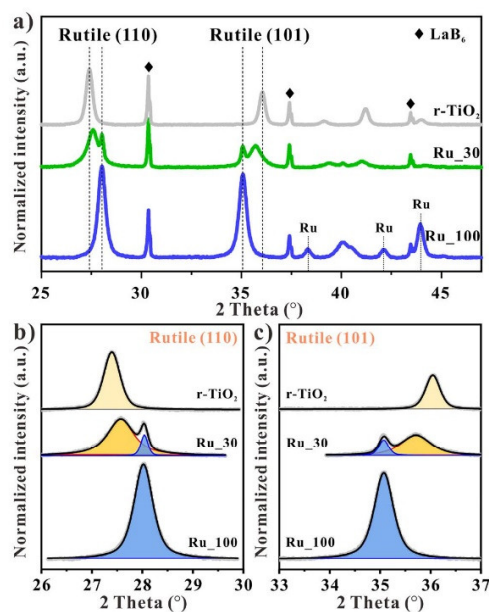 a)
Rutile (110)
Rutile (101)
◆ LaB₆
r-TiO₂
Ru_30
Ru
Ru
Ru
Ru_100
Normalized intensity (a.u.)
25 30 35 40 45
2 Theta (°)
b)
Rutile (110)
r-TiO₂
Ru_30
Ru_100
Normalized intensity (a.u.)
26 27 28 29 30
2 Theta (°)
c)
Rutile (101)
r-TiO₂
Ru_30
Ru_100
Normalized intensity (a.u.)
33 34 35 36 37
2 Theta (°)